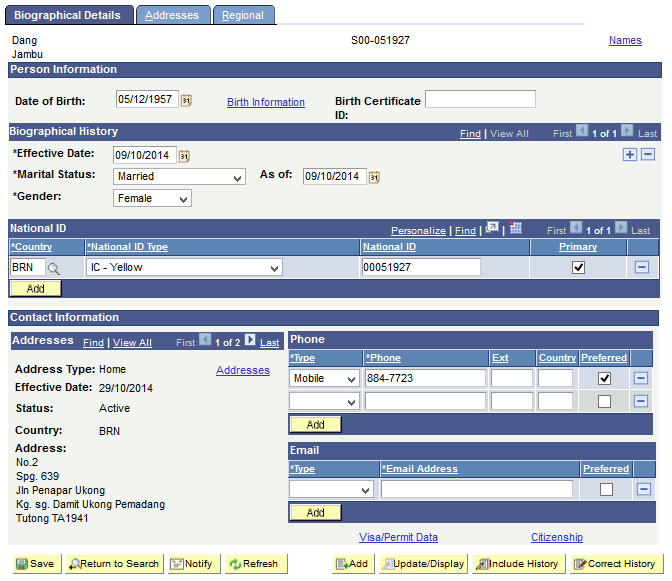 Biographical Details Addresses Regional
Dang S00-051927 Names
Jambu
Person Information
Date of Birth: 05/12/1957 31 Birth Information Birth Certificate ID:
Biographical History Find | View All First 1 of 1 Last
*Effective Date: 09/10/2014 31
*Marital Status: Married As of: 09/10/2014 31
*Gender: Female
National ID Personalize | Find | | First 1 of 1 Last
*Country *National ID Type National ID Primary
BRN IC - Yellow 00051927
Add
Contact Information
Addresses Find | View All First 1 of 2 Last
Address Type: Home Addresses
Effective Date: 29/10/2014
Status: Active
Country: BRN
Address:
No.2
Spg. 639
Jln Penapar Ukong
Kg. sg. Damit Ukong Pemadang
Tutong TA1941
Phone
*Type *Phone Ext Country Preferred
Mobile 884-7723
Add
Email
*Type *Email Address Preferred
Add
Visa/Permit Data Citizenship
Save Return to Search Notify Refresh Add Update/Display Include History Correct History